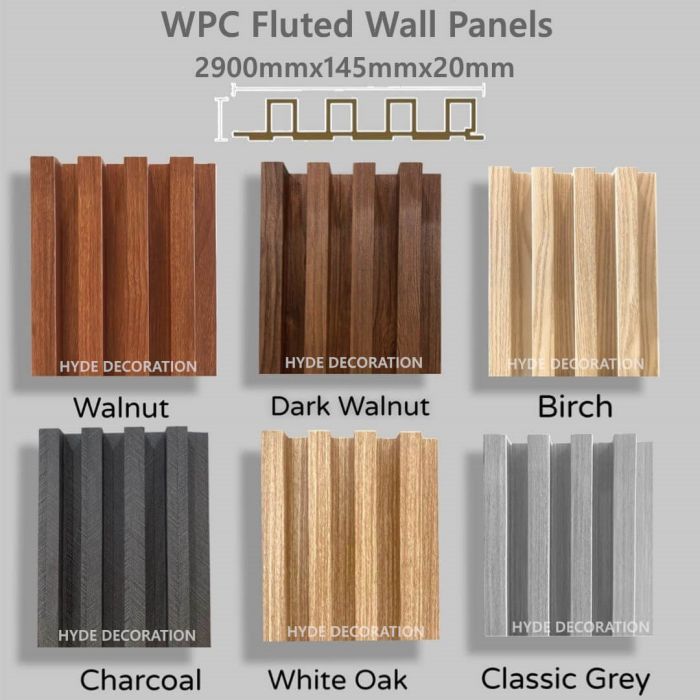 WPC Fluted Wall Panels
2900mmx145mmx20mm
HYDE DECORATION
HYDE DECORATION
HYDE DECORATION
Walnut
Dark Walnut
Birch
HYDE DECORATION
HYDE DECORATION
HYDE DECORATION
Charcoal
White Oak
Classic Grey